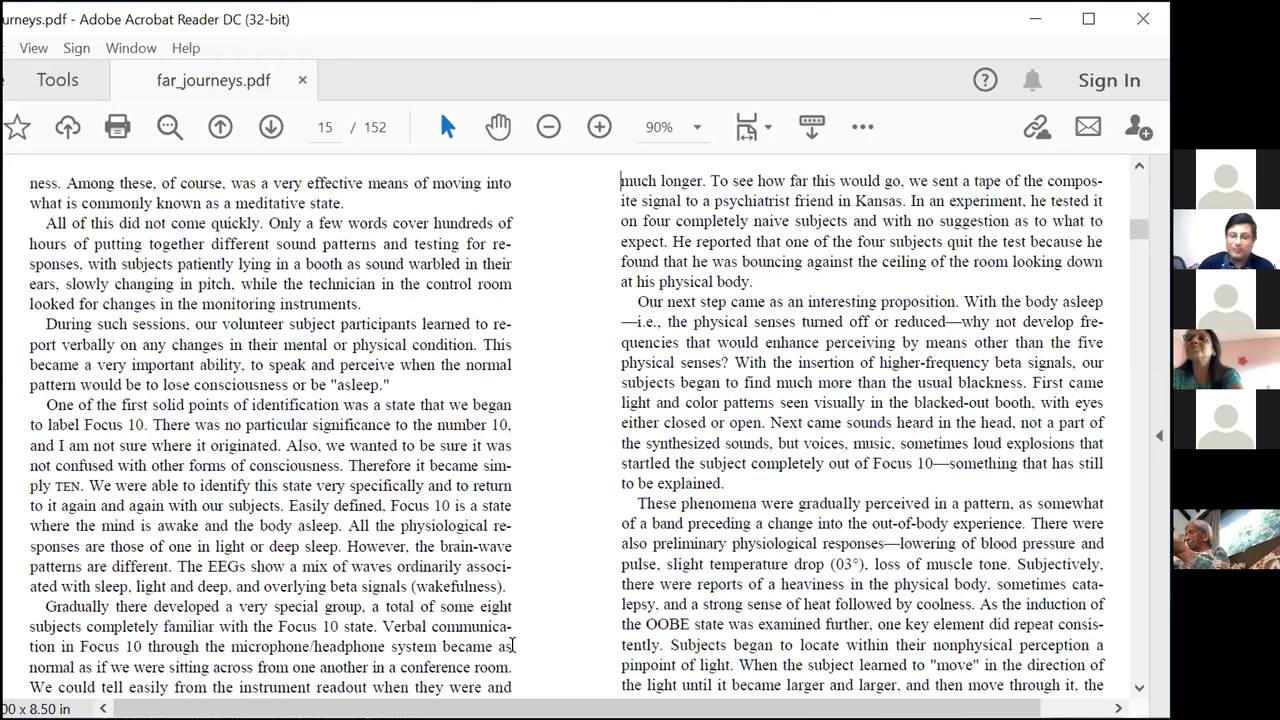 urneys.pdf - Adobe Acrobat Reader DC (32-bit)
View Sign Window Help
Tools far_journeys.pdf × Sign In
15 / 152 90%
ness. Among these, of course, was a very effective means of moving into
what is commonly known as a meditative state.
All of this did not come quickly. Only a few words cover hundreds of
hours of putting together different sound patterns and testing for re-
sponses, with subjects patiently lying in a booth as sound warbled in their
ears, slowly changing in pitch, while the technician in the control room
looked for changes in the monitoring instruments.
During such sessions, our volunteer subject participants learned to re-
port verbally on any changes in their mental or physical condition. This
became a very important ability, to speak and perceive when the normal
pattern would be to lose consciousness or be "asleep."
One of the first solid points of identification was a state that we began
to label Focus 10. There was no particular significance to the number 10,
and I am not sure where it originated. Also, we wanted to be sure it was
not confused with other forms of consciousness. Therefore it became sim-
ply TEN. We were able to identify this state very specifically and to return
to it again and again with our subjects. Easily defined, Focus 10 is a state
where the mind is awake and the body asleep. All the physiological re-
sponses are those of one in light or deep sleep. However, the brain-wave
patterns are different. The EEGs show a mix of waves ordinarily associ-
ated with sleep, light and deep, and overlying beta signals (wakefulness).
Gradually there developed a very special group, a total of some eight
subjects completely familiar with the Focus 10 state. Verbal communica-
tion in Focus 10 through the microphone/headphone system became as
normal as if we were sitting across from one another in a conference room.
We could tell easily from the instrument readout when they were and
much longer. To see how far this would go, we sent a tape of the compos-
ite signal to a psychiatrist friend in Kansas. In an experiment, he tested it
on four completely naive subjects and with no suggestion as to what to
expect. He reported that one of the four subjects quit the test because he
found that he was bouncing against the ceiling of the room looking down
at his physical body.
Our next step came as an interesting proposition. With the body asleep
—i.e., the physical senses turned off or reduced—why not develop fre-
quencies that would enhance perceiving by means other than the five
physical senses? With the insertion of higher-frequency beta signals, our
subjects began to find much more than the usual blackness. First came
light and color patterns seen visually in the blacked-out booth, with eyes
either closed or open. Next came sounds heard in the head, not a part of
the synthesized sounds, but voices, music, sometimes loud explosions that
startled the subject completely out of Focus 10—something that has still
to be explained.
These phenomena were gradually perceived in a pattern, as somewhat
of a band preceding a change into the out-of-body experience. There were
also preliminary physiological responses—lowering of blood pressure and
pulse, slight temperature drop (03°), loss of muscle tone. Subjectively,
there were reports of a heaviness in the physical body, sometimes cata-
lepsy, and a strong sense of heat followed by coolness. As the induction of
the OOBE state was examined further, one key element did repeat consis-
tently. Subjects began to locate within their nonphysical perception a
pinpoint of light. When the subject learned to "move" in the direction of
the light until it became larger and larger, and then move through it, the
00 x 8.50 in